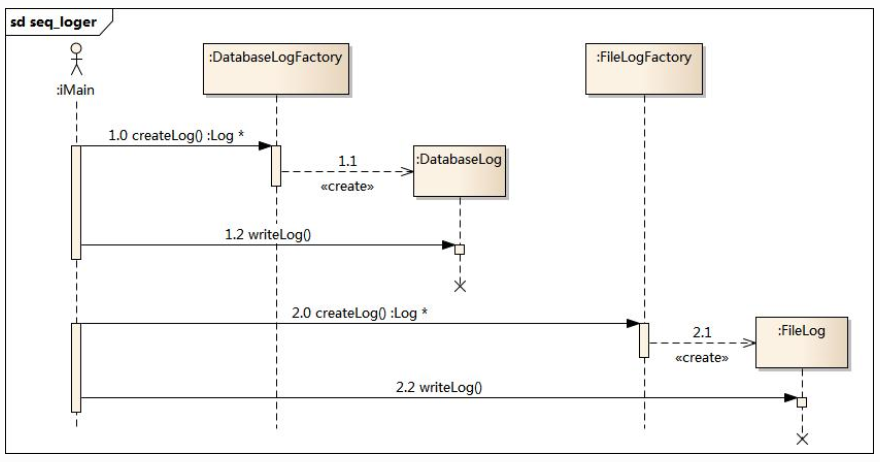 sd seq_loger
:iMain
:DatabaseLogFactory
:FileLogFactory
1.0 createLog() :Log *
1.1
«create»
:DatabaseLog
1.2 writeLog()
2.0 createLog() :Log *
2.1
«create»
:FileLog
2.2 writeLog()